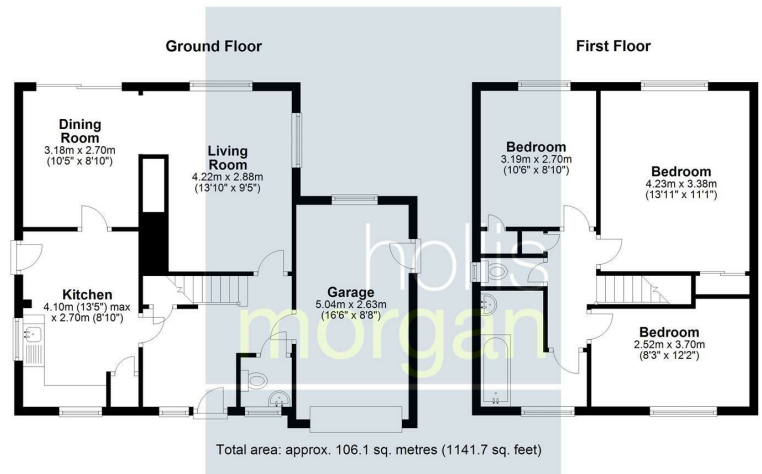 Ground Floor
First Floor
Dining
Room
3.18m x 2.70m
(10'5" x 8'10")
Living
Room
4.22m x 2.88m
(13'10" x 9'5")
Bedroom
3.19m x 2.70m
(10'6" x 8'10")
Bedroom
4.23m x 3.38m
(13'11" x 11'1")
Kitchen
4.10m (13'5") max
x 2.70m (8'10")
Garage
5.04m x 2.63m
(16'6" x 8'8")
Bedroom
2.52m x 3.70m
(8'3" x 12'2")
hollis
morgan
Total area: approx. 106.1 sq. metres (1141.7 sq. feet)